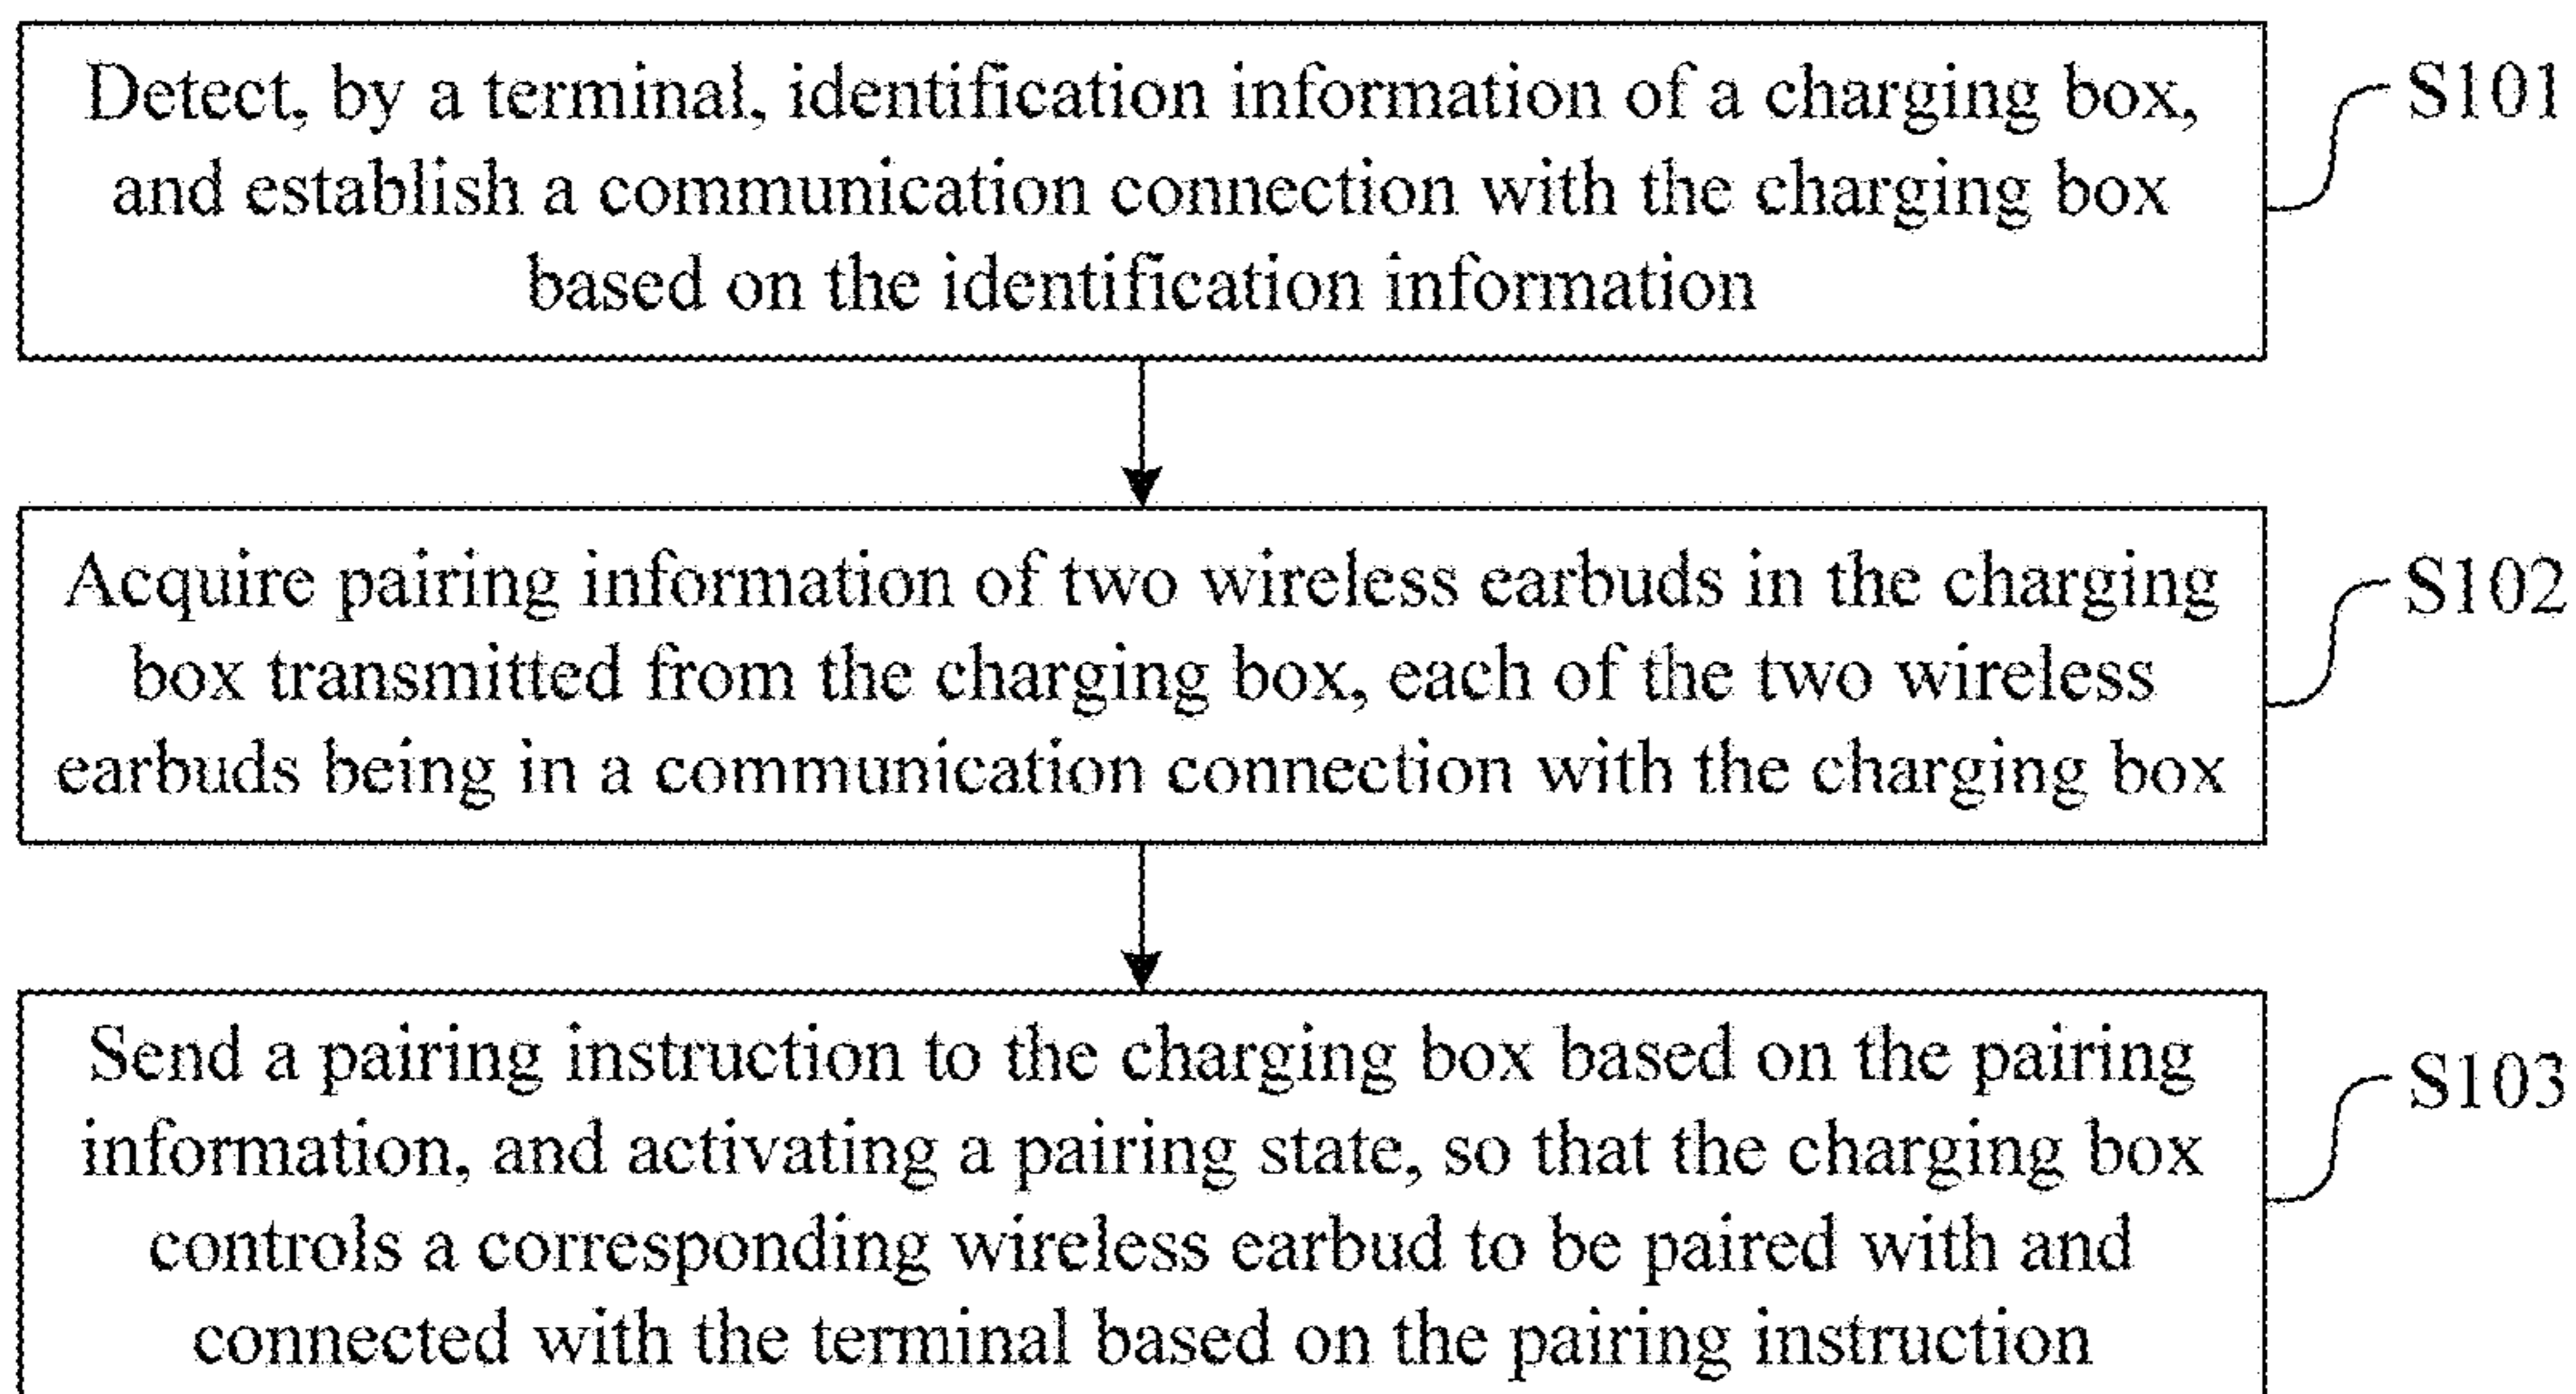 Detect, by a terminal, identification information of a charging box,
and establish a communication connection with the charging box
based on the identification information
S101
Acquire pairing information of two wireless earbuds in the charging
box transmitted from the charging box, each of the two wireless
earbuds being in a communication connection with the charging box
S102
Send a pairing instruction to the charging box based on the pairing
information, and activating a pairing state, so that the charging box
controls a corresponding wireless earbud to be paired with and
connected with the terminal based on the pairing instruction
S103